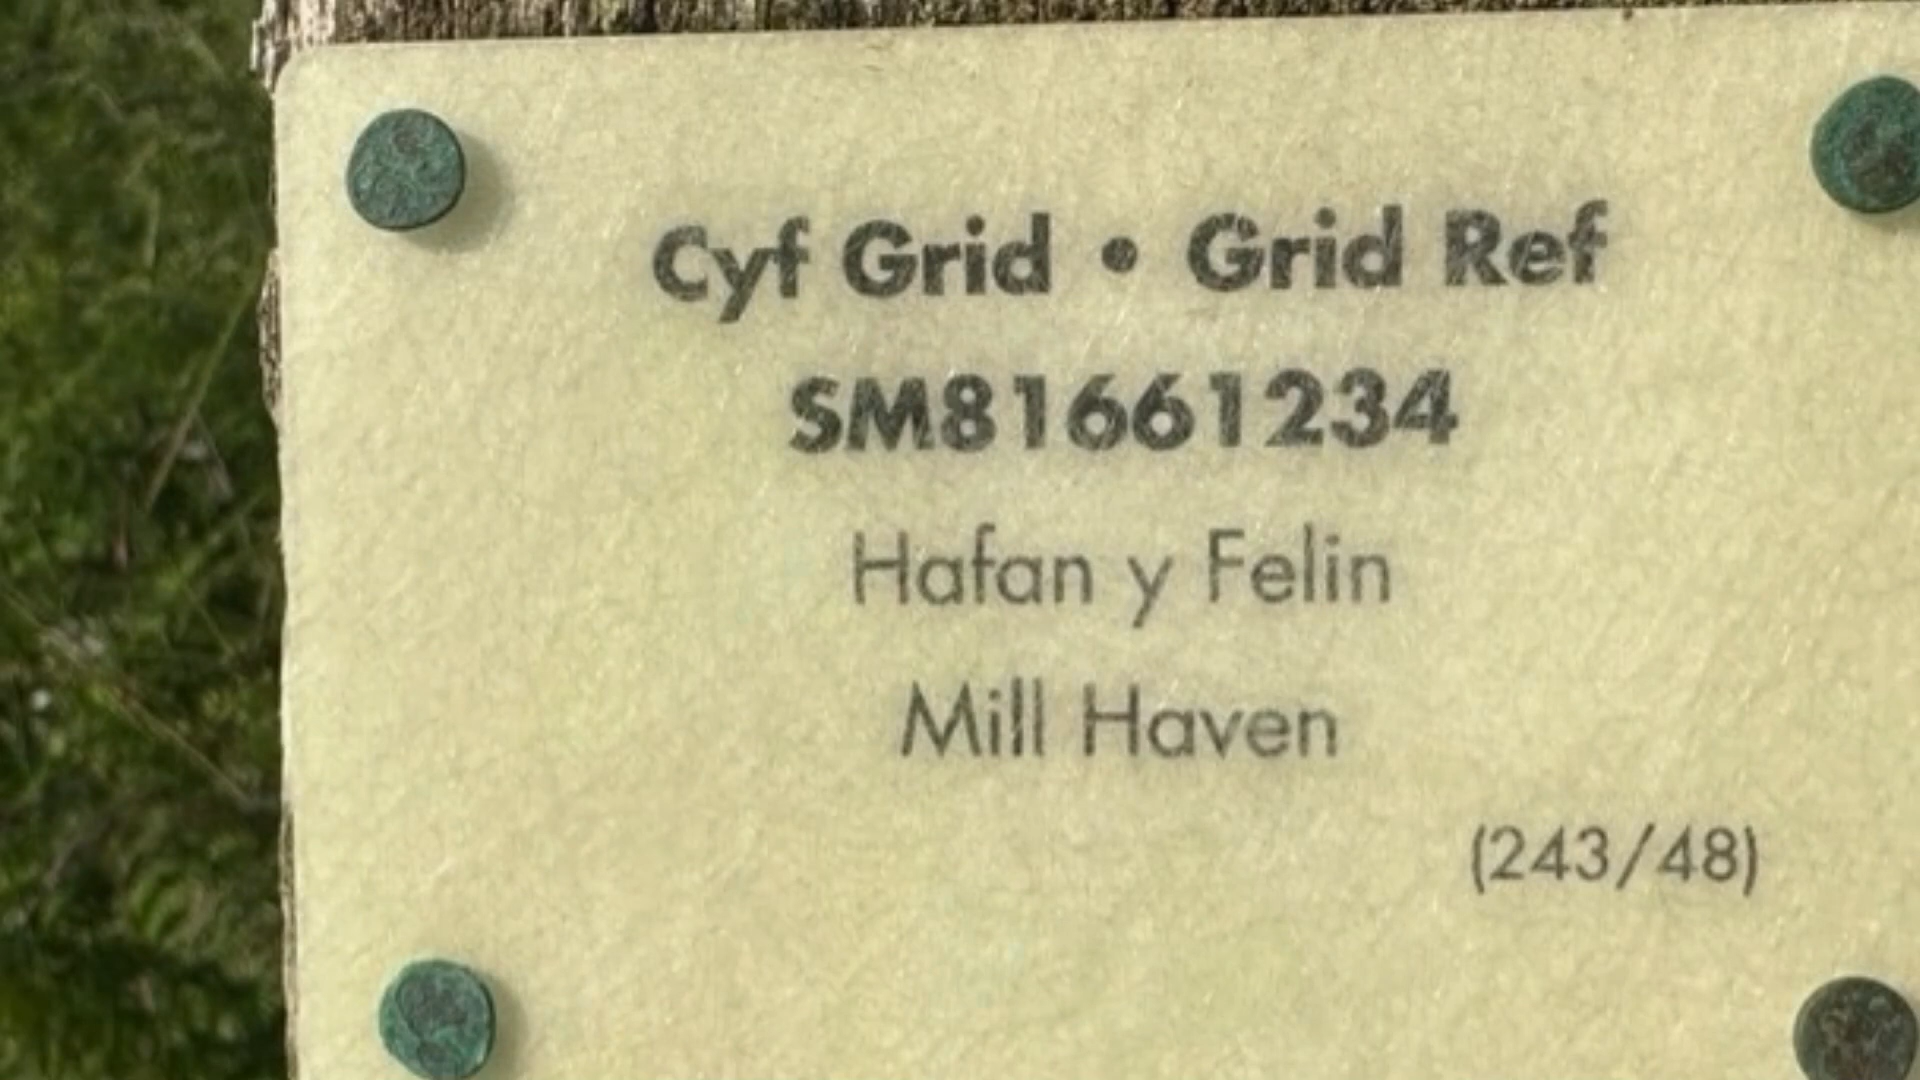 Cyf Grid • Grid Ref
SM81661234
Hafan y Felin
Mill Haven
(243/48)